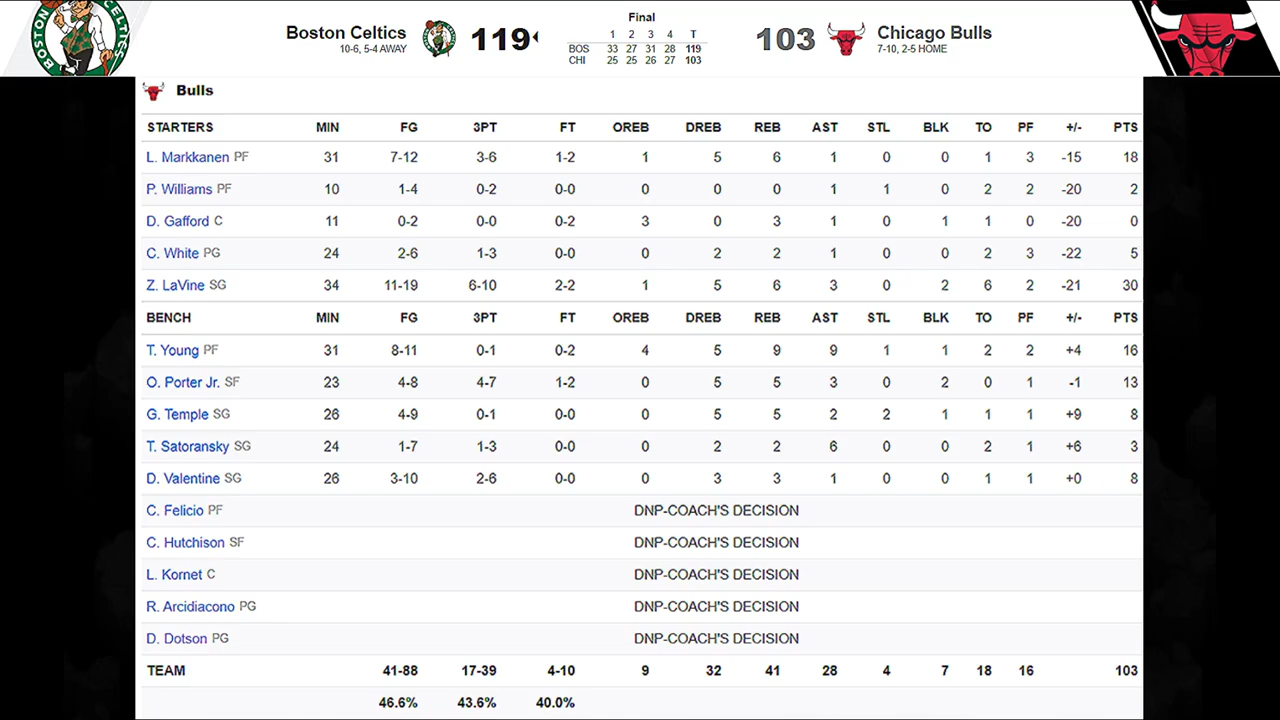 BOSTON CELTICS
Final
Boston Celtics 119 103 Chicago Bulls
10-6, 5-4 AWAY 7-10, 2-5 HOME
1 2 3 4 T
BOS 33 27 31 28 119
CHI 25 25 26 27 103
Bulls
STARTERS MIN FG 3PT FT OREB DREB REB AST STL BLK TO PF +/- PTS
L. Markkanen PF 31 7-12 3-6 1-2 1 5 6 1 0 0 1 3 -15 18
P. Williams PF 10 1-4 0-2 0-0 0 0 0 1 1 0 2 2 -20 2
D. Gafford C 11 0-2 0-0 0-2 3 0 3 1 0 1 1 0 -20 0
C. White PG 24 2-6 1-3 0-0 0 2 2 1 0 0 2 3 -22 5
Z. LaVine SG 34 11-19 6-10 2-2 1 5 6 3 0 2 6 2 -21 30
BENCH MIN FG 3PT FT OREB DREB REB AST STL BLK TO PF +/- PTS
T. Young PF 31 8-11 0-1 0-2 4 5 9 9 1 1 2 2 +4 16
O. Porter Jr. SF 23 4-8 4-7 1-2 0 5 5 3 0 2 0 1 -1 13
G. Temple SG 26 4-9 0-1 0-0 0 5 5 2 2 1 1 1 +9 8
T. Satoransky SG 24 1-7 1-3 0-0 0 2 2 6 0 0 2 1 +6 3
D. Valentine SG 26 3-10 2-6 0-0 0 3 3 1 0 0 1 1 +0 8
C. Felicio PF DNP-COACH'S DECISION
C. Hutchison SF DNP-COACH'S DECISION
L. Kornet C DNP-COACH'S DECISION
R. Arcidiacono PG DNP-COACH'S DECISION
D. Dotson PG DNP-COACH'S DECISION
TEAM 41-88 17-39 4-10 9 32 41 28 4 7 18 16 103
46.6% 43.6% 40.0%